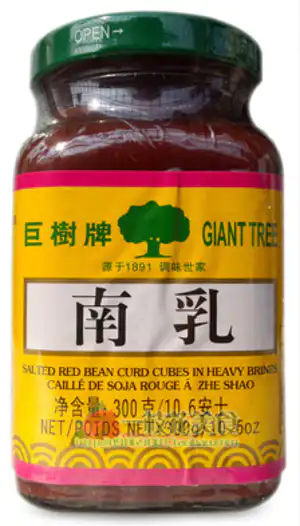 OPEN→
巨樹牌 GIANT TREE
源于1891 调味世家
南乳
SALTED RED BEAN CURD CUBES IN HEAVY BRINES
CAILLÉ DE SOJA ROUGE Á ZHE SHAO
净含量: 300克/10.6安士
NET/POIDS NET:300g/10.6oz